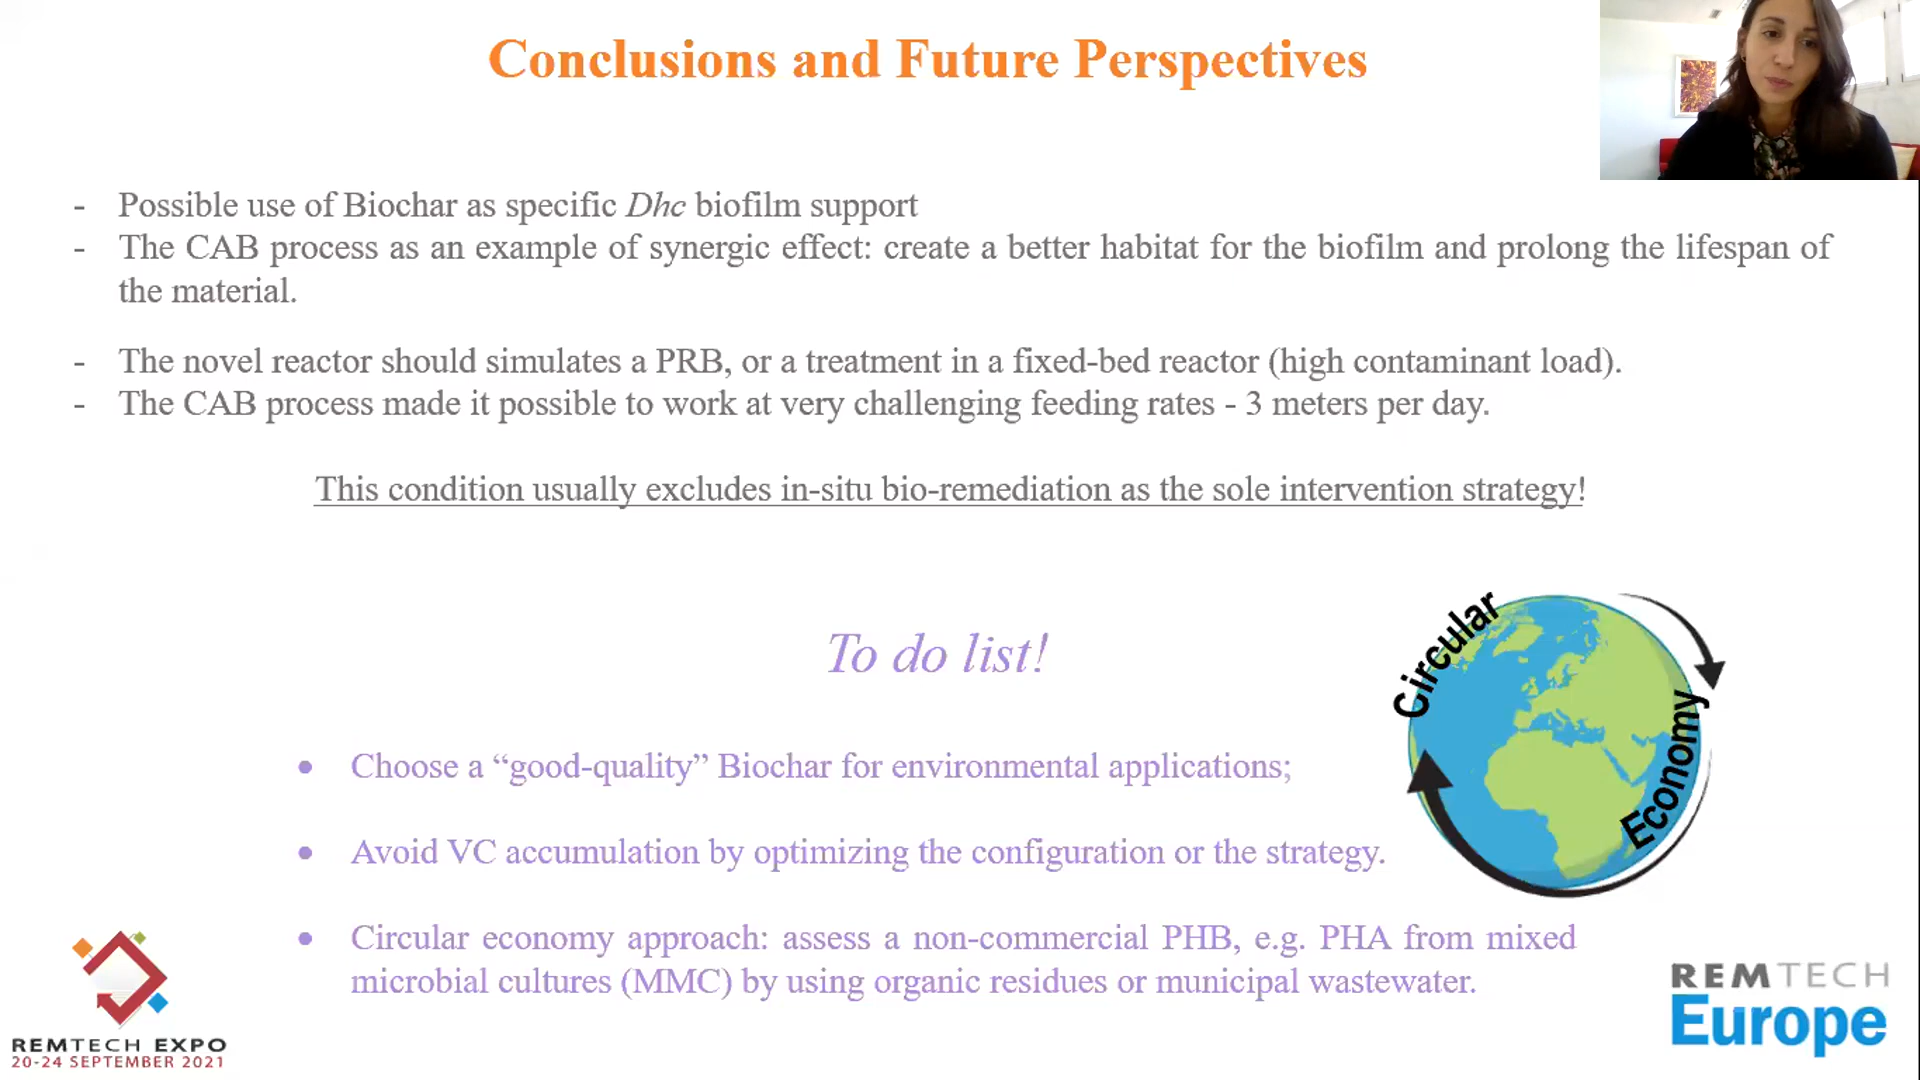 Conclusions and Future Perspectives
- Possible use of Biochar as specific Dhc biofilm support
- The CAB process as an example of synergic effect: create a better habitat for the biofilm and prolong the lifespan of
the material.
- The novel reactor should simulates a PRB, or a treatment in a fixed-bed reactor (high contaminant load).
- The CAB process made it possible to work at very challenging feeding rates - 3 meters per day.
This condition usually excludes in-situ bio-remediation as the sole intervention strategy!
To do list!
Circular
Economy
• Choose a “good-quality” Biochar for environmental applications;
• Avoid VC accumulation by optimizing the configuration or the strategy.
• Circular economy approach: assess a non-commercial PHB, e.g. PHA from mixed
microbial cultures (MMC) by using organic residues or municipal wastewater.
REMTECH EXPO
20-24 SEPTEMBER 2021
REMTECH
Europe